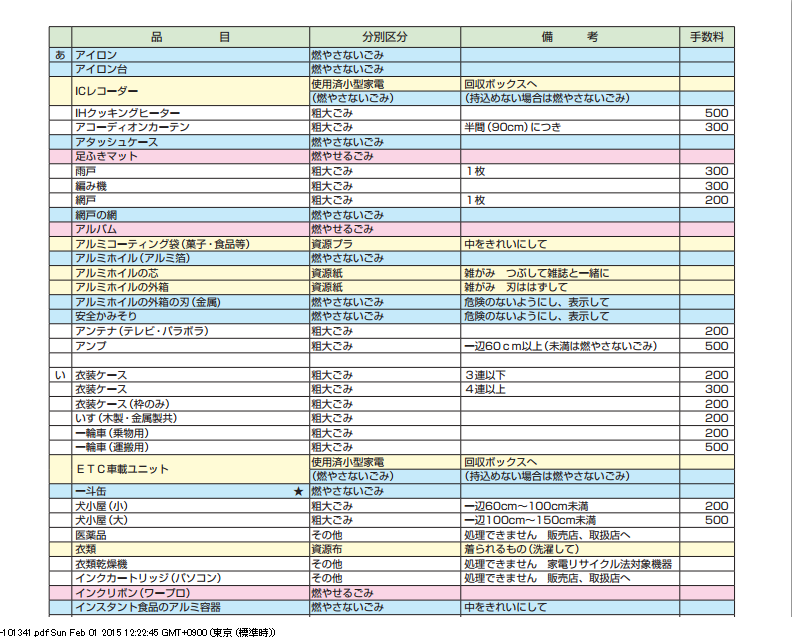 品　目　分別区分　備　考　手数料
あ　アイロン　燃やさないごみ
アイロン台　燃やさないごみ
ICレコーダー　使用済小型家電　回収ボックスへ
(燃やさないごみ)　(持込めない場合は燃やさないごみ)
IHクッキングヒーター　粗大ごみ　500
アコーディオンカーテン　粗大ごみ　半間(90cm)につき　300
アタッシュケース　燃やさないごみ
足ふきマット　燃やせるごみ
雨戸　粗大ごみ　1枚　300
編み機　粗大ごみ　300
網戸　粗大ごみ　1枚　200
網戸の網　燃やさないごみ
アルバム　燃やせるごみ
アルミコーティング袋(菓子・食品等)　資源プラ　中をきれいにして
アルミホイル(アルミ箔)　燃やさないごみ
アルミホイルの芯　資源紙　雑がみ　つぶして雑誌と一緒に
アルミホイルの外箱　資源紙　雑がみ　刃ははずして
アルミホイルの外箱の刃(金属)　燃やさないごみ　危険のないようにし、表示して
安全かみそり　燃やさないごみ　危険のないようにし、表示して
アンテナ(テレビ・パラボラ)　粗大ごみ　200
アンプ　粗大ごみ　一辺60cm以上(未満は燃やさないごみ)　500
い　衣装ケース　粗大ごみ　3連以下　200
衣装ケース　粗大ごみ　4連以上　300
衣装ケース(枠のみ)　粗大ごみ　200
いす(木製・金属製共)　粗大ごみ　200
一輪車(乗物用)　粗大ごみ　200
一輪車(運搬用)　粗大ごみ　500
ETC車載ユニット　使用済小型家電　回収ボックスへ
(燃やさないごみ)　(持込めない場合は燃やさないごみ)
一斗缶　★　燃やさないごみ
犬小屋(小)　粗大ごみ　一辺60cm〜100cm未満　200
犬小屋(大)　粗大ごみ　一辺100cm〜150cm未満　500
医薬品　その他　処理できません　販売店、取扱店へ
衣類　資源布　着られるもの(洗濯して)
衣類乾燥機　その他　処理できません　家電リサイクル法対象機器
インクカートリッジ(パソコン)　その他　処理できません　販売店、取扱店へ
インクリボン(ワープロ)　燃やせるごみ
インスタント食品のアルミ容器　燃やさないごみ　中をきれいにして
-101341.pdf Sun Feb 01 2015 12:22:45 GMT+0900 (東京 (標準時))